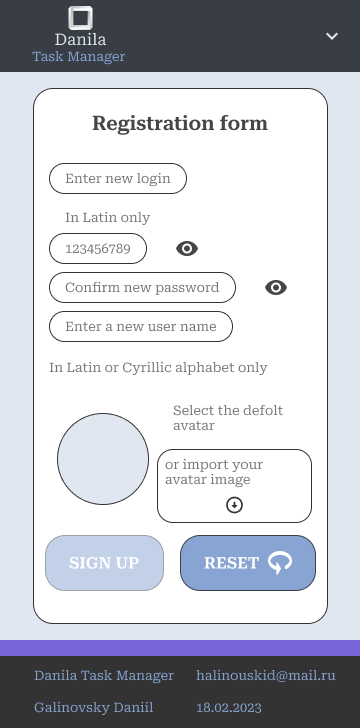 Danila
Task Manager
Registration form
Enter new login
In Latin only
123456789
Confirm new password
Enter a new user name
In Latin or Cyrillic alphabet only
Select the defolt
avatar
or import your
avatar image
SIGN UP
RESET
Danila Task Manager
halinouskid@mail.ru
Galinovsky Daniil
18.02.2023